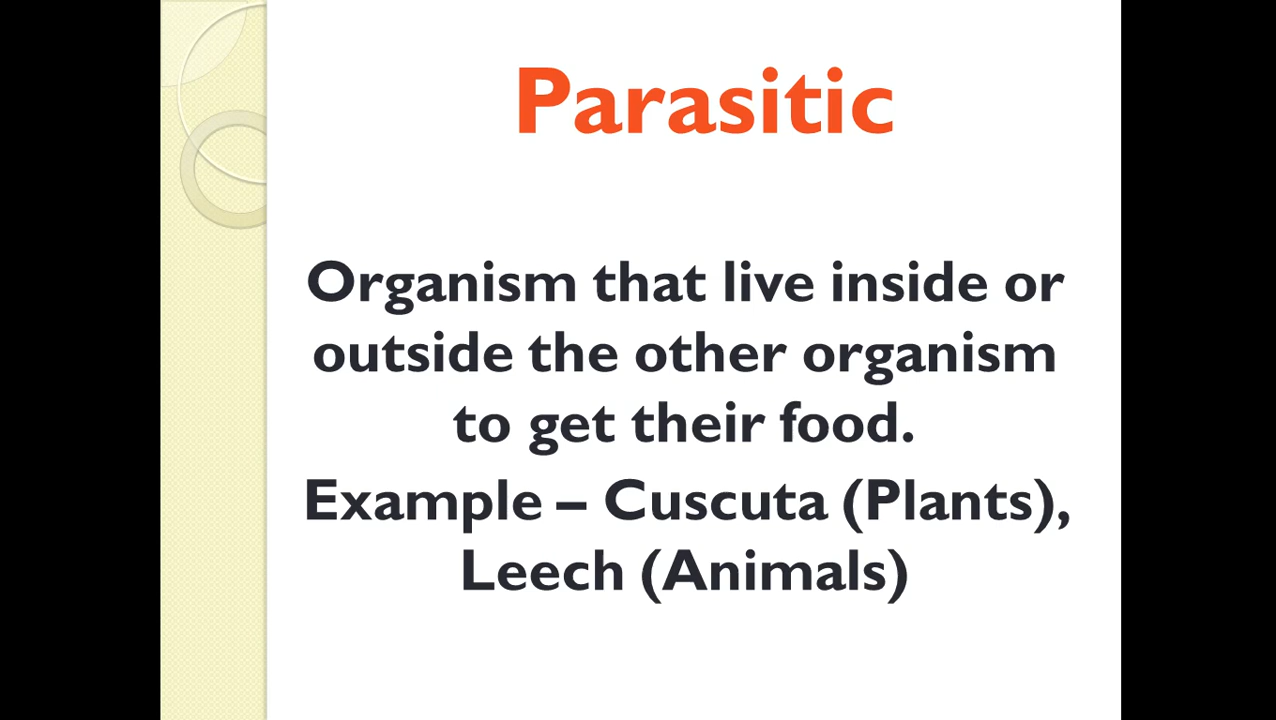 Parasitic
Organism that live inside or
outside the other organism
to get their food.
Example – Cuscuta (Plants),
Leech (Animals)